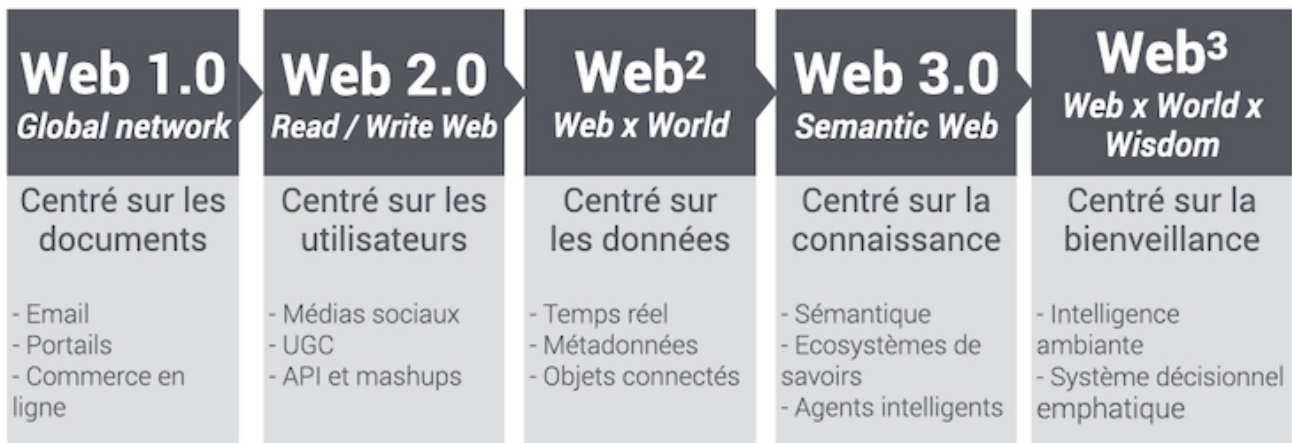 Web 1.0
Global network
Centré sur les
documents
- Email
- Portails
- Commerce en
ligne
Web 2.0
Read / Write Web
Centré sur les
utilisateurs
- Médias sociaux
- UGC
- API et mashups
Web²
Web x World
Centré sur
les données
- Temps réel
- Métadonnées
- Objets connectés
Web 3.0
Semantic Web
Centré sur la
connaissance
- Sémantique
- Ecosystèmes de
savoirs
- Agents intelligents
Web³
Web x World x
Wisdom
Centré sur la
bienveillance
- Intelligence
ambiante
- Système décisionnel
emphatique